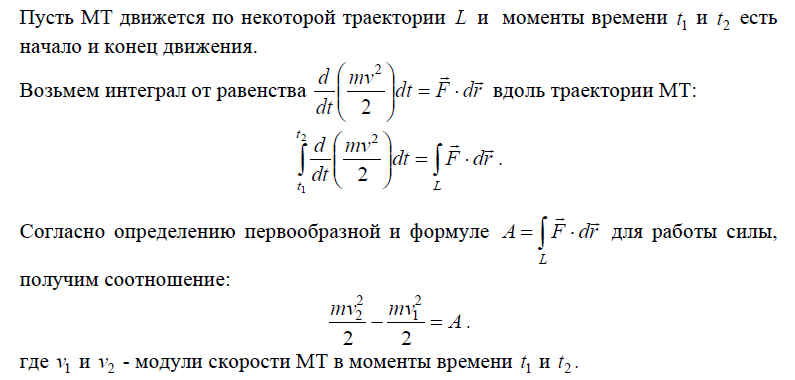 Пусть МТ движется по некоторой траектории L и моменты времени t₁ и t₂ есть
начало и конец движения.
Возьмем интеграл от равенства d/dt(mv²/2)dt = F⃗ · dr⃗ вдоль траектории МТ:
∫_{t₁}^{t₂} d/dt(mv²/2)dt = ∫_L F⃗ · dr⃗ .
Согласно определению первообразной и формуле A = ∫_L F⃗ · dr⃗ для работы силы,
получим соотношение:
mv₂²/2 − mv₁²/2 = A .
где v₁ и v₂ - модули скорости МТ в моменты времени t₁ и t₂ .